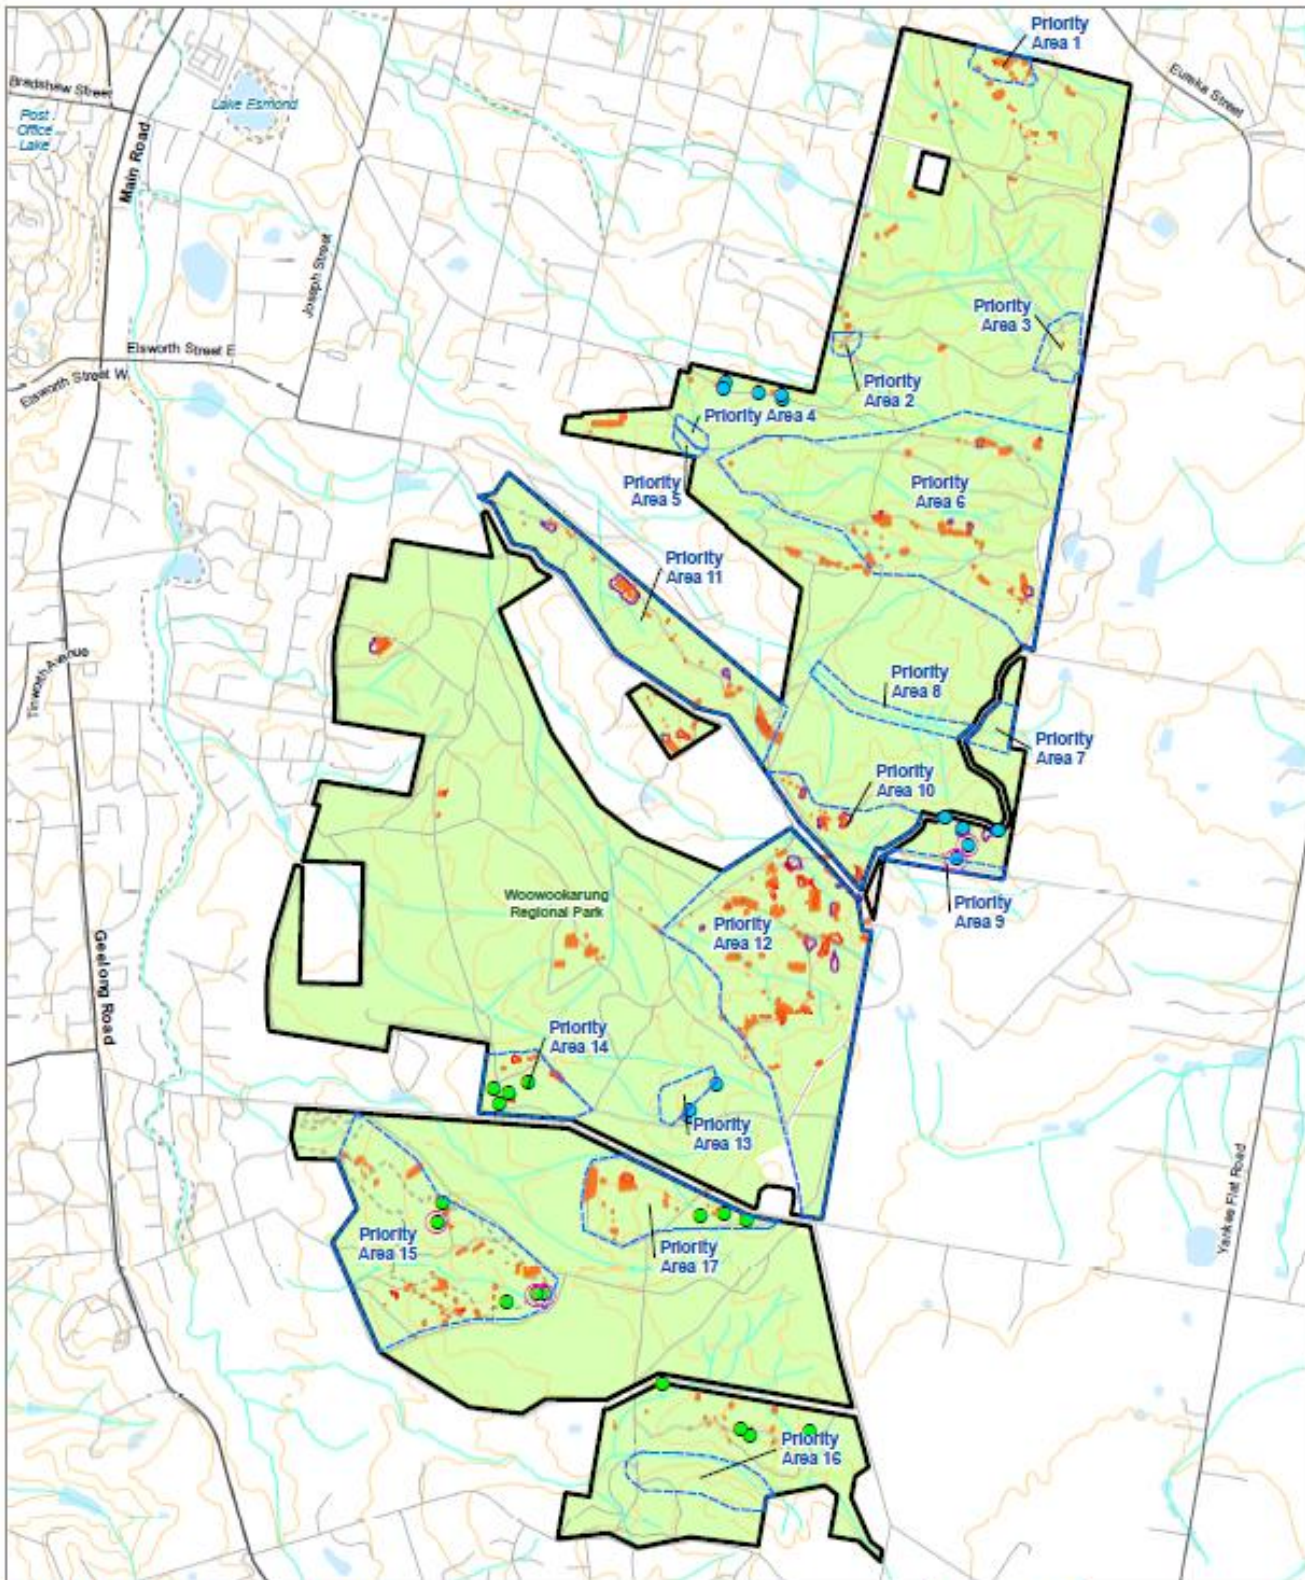 Priority
Area 1
Eureka Street
Bradshaw Street
Lake Esmond
Post
Office
Lake
Main Road
Joseph Street
Priority
Area 3
Elsworth Street E
Elsworth Street W
Priority
Area 2
Priority Area 4
Priority
Area 5
Priority
Area 6
Priority
Area 11
Tinworth Avenue
Priority
Area 8
Priority
Area 7
Priority
Area 10
Woowookarung
Regional Park
Priority
Area 12
Priority
Area 9
Geelong Road
Priority
Area 14
Priority
Area 13
Yankee Flat Road
Priority
Area 15
Priority
Area 17
Priority
Area 16